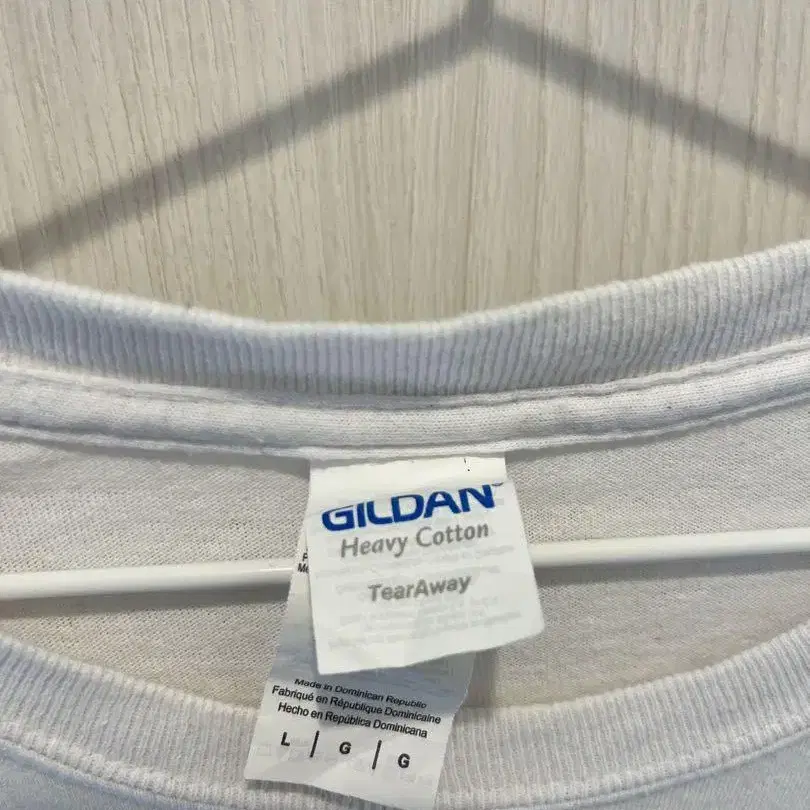 GILDAN
Heavy Cotton
TearAway
Made in Dominican Republic
Fabriqué en République Dominicaine
Hecho en República Dominicana
L | G | G